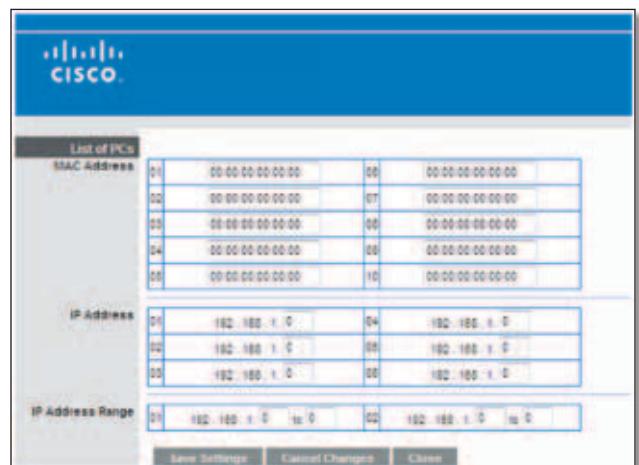 CISCO.
List of PCs
MAC Address
01 00:00:00:00:00:00 06 00:00:00:00:00:00
02 00:00:00:00:00:00 07 00:00:00:00:00:00
03 00:00:00:00:00:00 08 00:00:00:00:00:00
04 00:00:00:00:00:00 09 00:00:00:00:00:00
05 00:00:00:00:00:00 10 00:00:00:00:00:00
IP Address
01 192 . 168 . 1. 0 04 192 . 168 . 1. 0
02 192 . 168 . 1. 0 05 192 . 168 . 1. 0
03 192 . 168 . 1. 0 06 192 . 168 . 1. 0
IP Address Range
01 192 . 168 . 1. 0 to 0 02 192 . 168 . 1. 0 to 0
Save Settings Cancel Changes Close